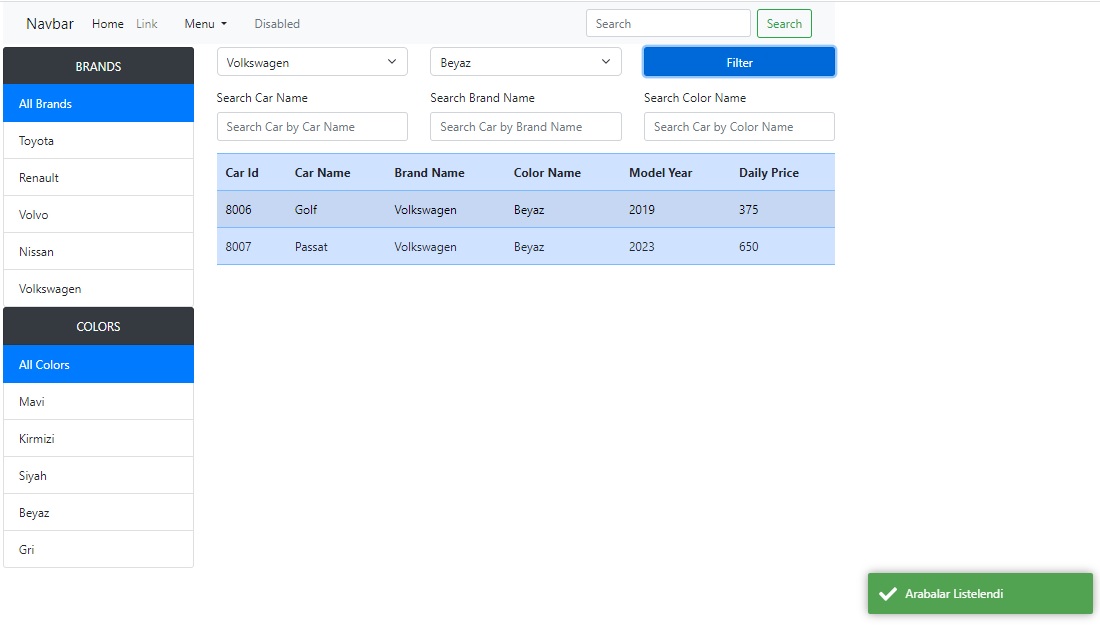 Navbar Home Link Menu Disabled Search Search
BRANDS
All Brands
Toyota
Renault
Volvo
Nissan
Volkswagen
COLORS
All Colors
Mavi
Kirmizi
Siyah
Beyaz
Gri
Volkswagen Beyaz Filter
Search Car Name Search Brand Name Search Color Name
Search Car by Car Name Search Car by Brand Name Search Car by Color Name
Car Id Car Name Brand Name Color Name Model Year Daily Price
8006 Golf Volkswagen Beyaz 2019 375
8007 Passat Volkswagen Beyaz 2023 650
Arabalar Listelendi